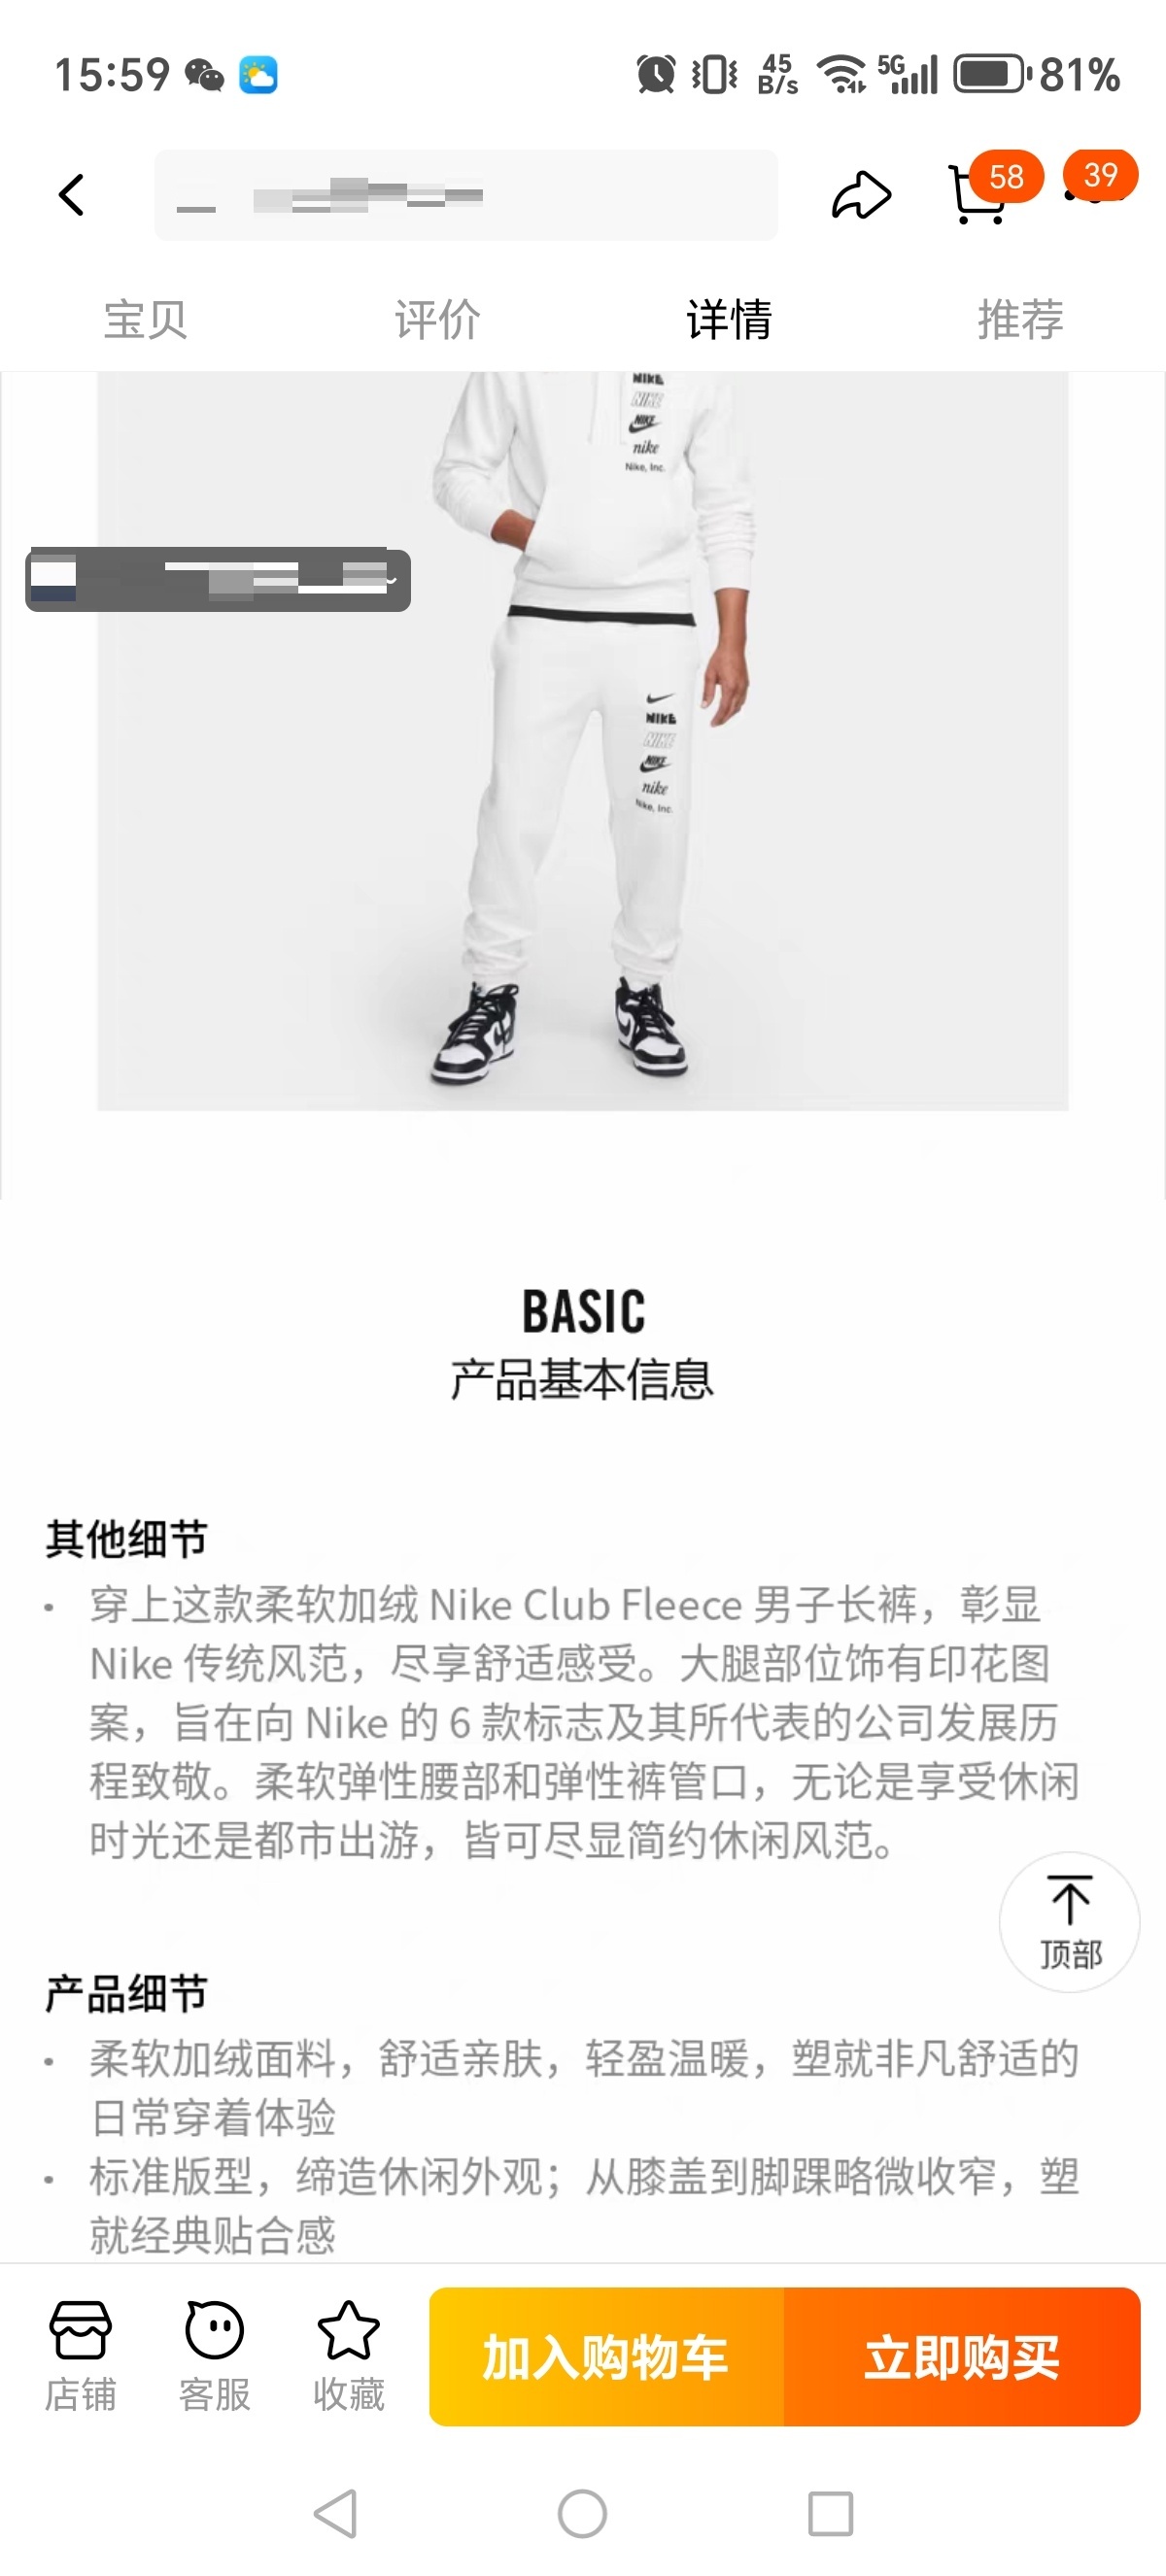 15:59
45
B/s
5G
81%
58
39
宝贝
评价
详情
推荐
NIKE
NIKE
NIKE
nike
Nike, Inc.
NIKE
NIKE
NIKE
nike
Nike, Inc.
BASIC
产品基本信息
其他细节
• 穿上这款柔软加绒 Nike Club Fleece 男子长裤，彰显
Nike 传统风范，尽享舒适感受。大腿部位饰有印花图
案，旨在向 Nike 的 6 款标志及其所代表的公司发展历
程致敬。柔软弹性腰部和弹性裤管口，无论是享受休闲
时光还是都市出游，皆可尽显简约休闲风范。
顶部
产品细节
• 柔软加绒面料，舒适亲肤，轻盈温暖，塑就非凡舒适的
日常穿着体验
• 标准版型，缔造休闲外观；从膝盖到脚踝略微收窄，塑
就经典贴合感
店铺
客服
收藏
加入购物车
立即购买